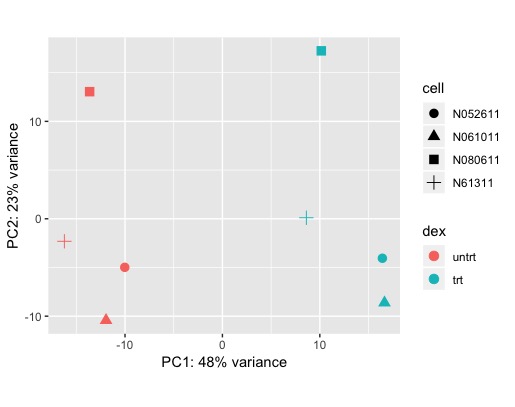 10
0
-10
PC2: 23% variance
-10
0
10
PC1: 48% variance
cell
N052611
N061011
N080611
N61311
dex
untrt
trt